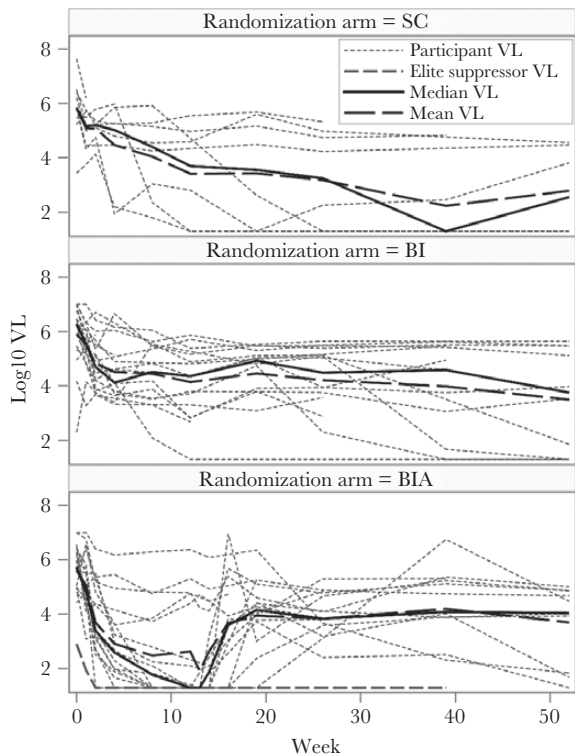 Randomization arm = SC
8
6
4
2
Participant VL
Elite suppressor VL
Median VL
Mean VL
Randomization arm = BI
8
6
4
2
Log10 VL
Randomization arm = BIA
8
6
4
2
0 10 20 30 40 50
Week